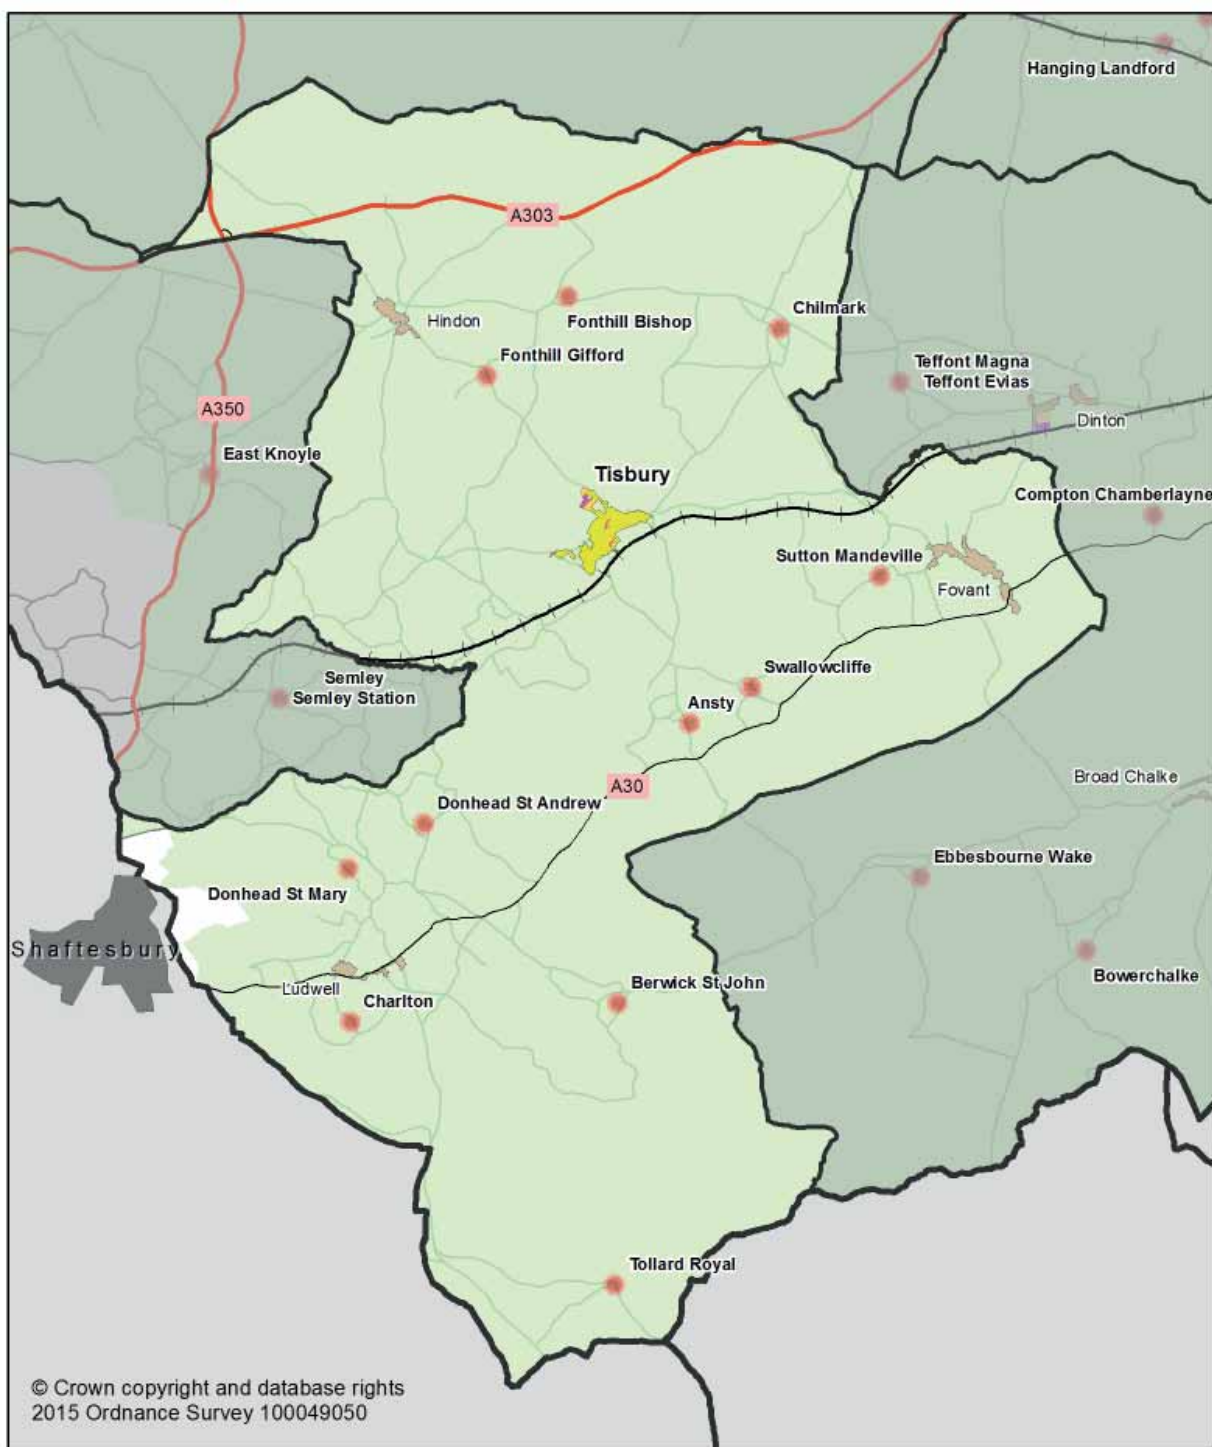 Hanging Landford
A303
Hindon
Fonthill Bishop
Chilmark
Fonthill Gifford
Teffont Magna
Teffont Evias
A350
Dinton
East Knoyle
Tisbury
Compton Chamberlayne
Sutton Mandeville
Fovant
Semley
Semley Station
Swallowcliffe
Ansty
A30
Broad Chalke
Donhead St Andrew
Ebbesbourne Wake
Donhead St Mary
Shaftesbury
Bowerchalke
Ludwell
Charlton
Berwick St John
Tollard Royal
© Crown copyright and database rights
2015 Ordnance Survey 100049050